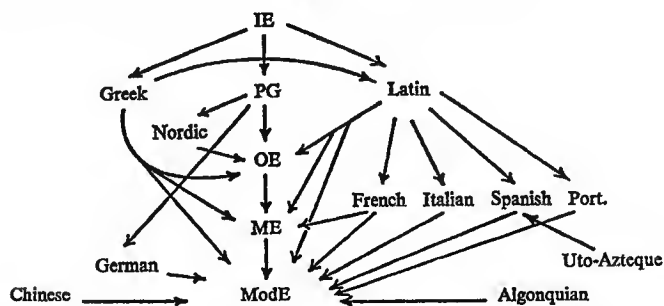 IE
Greek PG Latin
Nordic
OE
French Italian Spanish Port.
ME
Uto-Azteque
German
Chinese ModE Algonquian